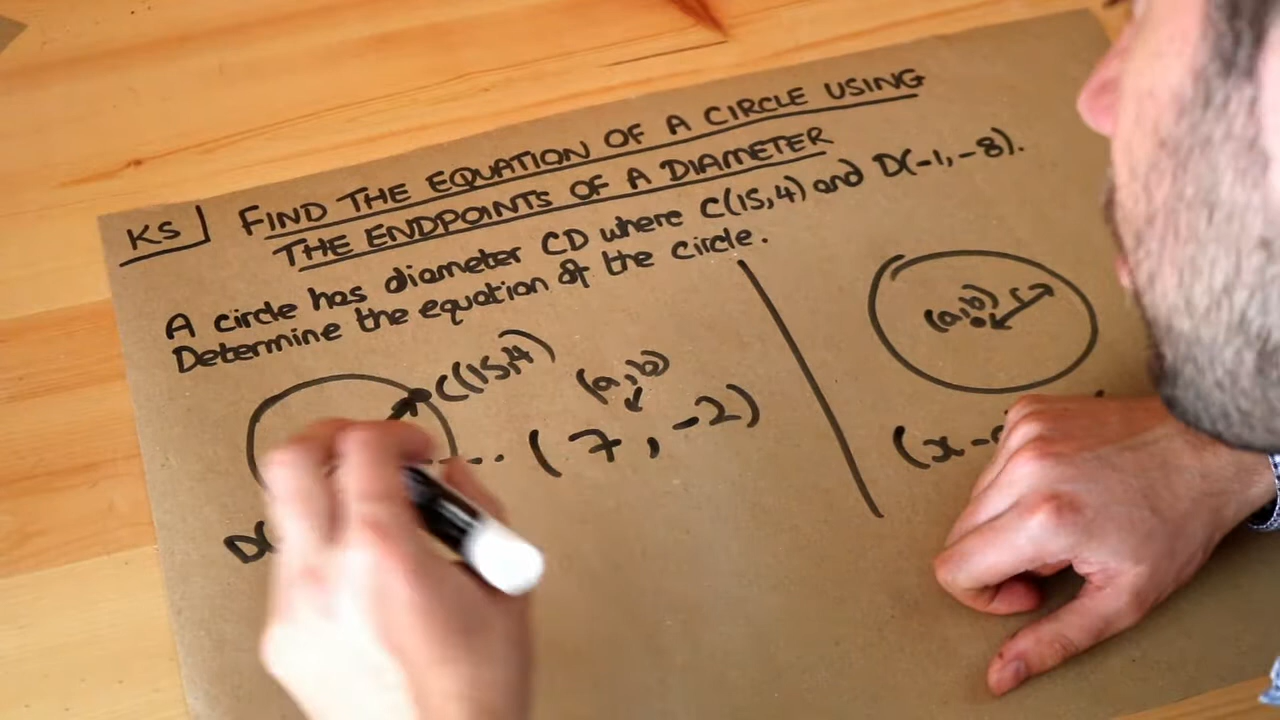 KS
FIND THE EQUATION OF A CIRCLE USING
THE ENDPOINTS OF A DIAMETER
A circle has diameter CD where C(15,4) and D(-1,-8).
Determine the equation of the circle.
C(15,4)
(a,b)
(7,-2)
D(
(a,b) r
(x-